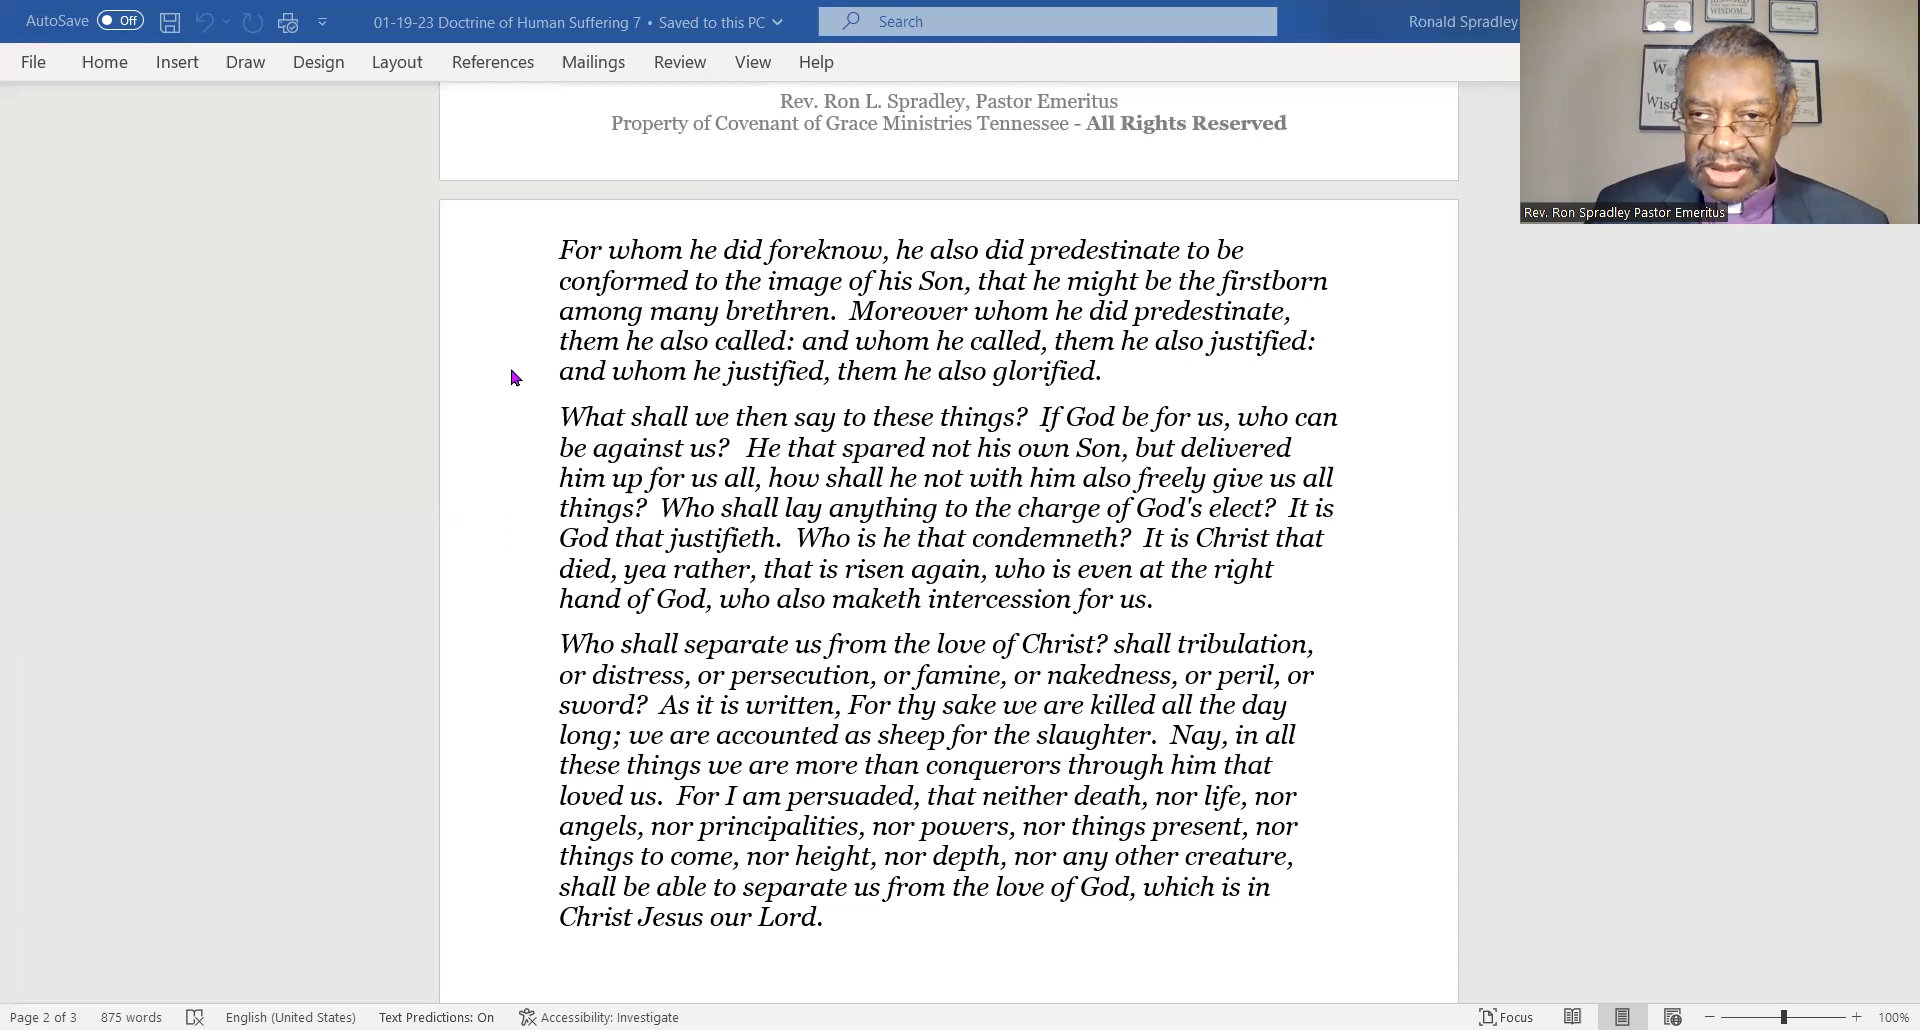 AutoSave Off 01-19-23 Doctrine of Human Suffering 7 • Saved to this PC Search Ronald Spradley
File Home Insert Draw Design Layout References Mailings Review View Help
Rev. Ron L. Spradley, Pastor Emeritus
Property of Covenant of Grace Ministries Tennessee - All Rights Reserved
WISDOM...
W
Wis
Rev. Ron Spradley Pastor Emeritus
For whom he did foreknow, he also did predestinate to be
conformed to the image of his Son, that he might be the firstborn
among many brethren. Moreover whom he did predestinate,
them he also called: and whom he called, them he also justified:
and whom he justified, them he also glorified.
What shall we then say to these things? If God be for us, who can
be against us? He that spared not his own Son, but delivered
him up for us all, how shall he not with him also freely give us all
things? Who shall lay anything to the charge of God's elect? It is
God that justifieth. Who is he that condemneth? It is Christ that
died, yea rather, that is risen again, who is even at the right
hand of God, who also maketh intercession for us.
Who shall separate us from the love of Christ? shall tribulation,
or distress, or persecution, or famine, or nakedness, or peril, or
sword? As it is written, For thy sake we are killed all the day
long; we are accounted as sheep for the slaughter. Nay, in all
these things we are more than conquerors through him that
loved us. For I am persuaded, that neither death, nor life, nor
angels, nor principalities, nor powers, nor things present, nor
things to come, nor height, nor depth, nor any other creature,
shall be able to separate us from the love of God, which is in
Christ Jesus our Lord.
Page 2 of 3 875 words English (United States) Text Predictions: On Accessibility: Investigate Focus 100%